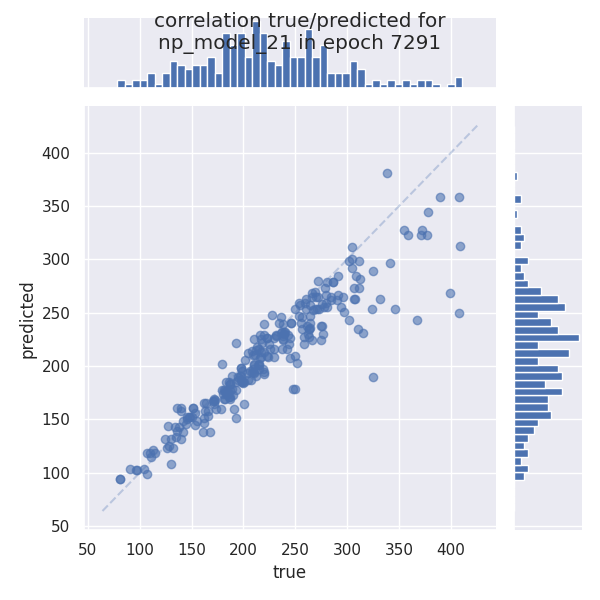 correlation true/predicted for
np_model_21 in epoch 7291
400
350
300
250
200
150
100
50
predicted
50 100 150 200 250 300 350 400
true